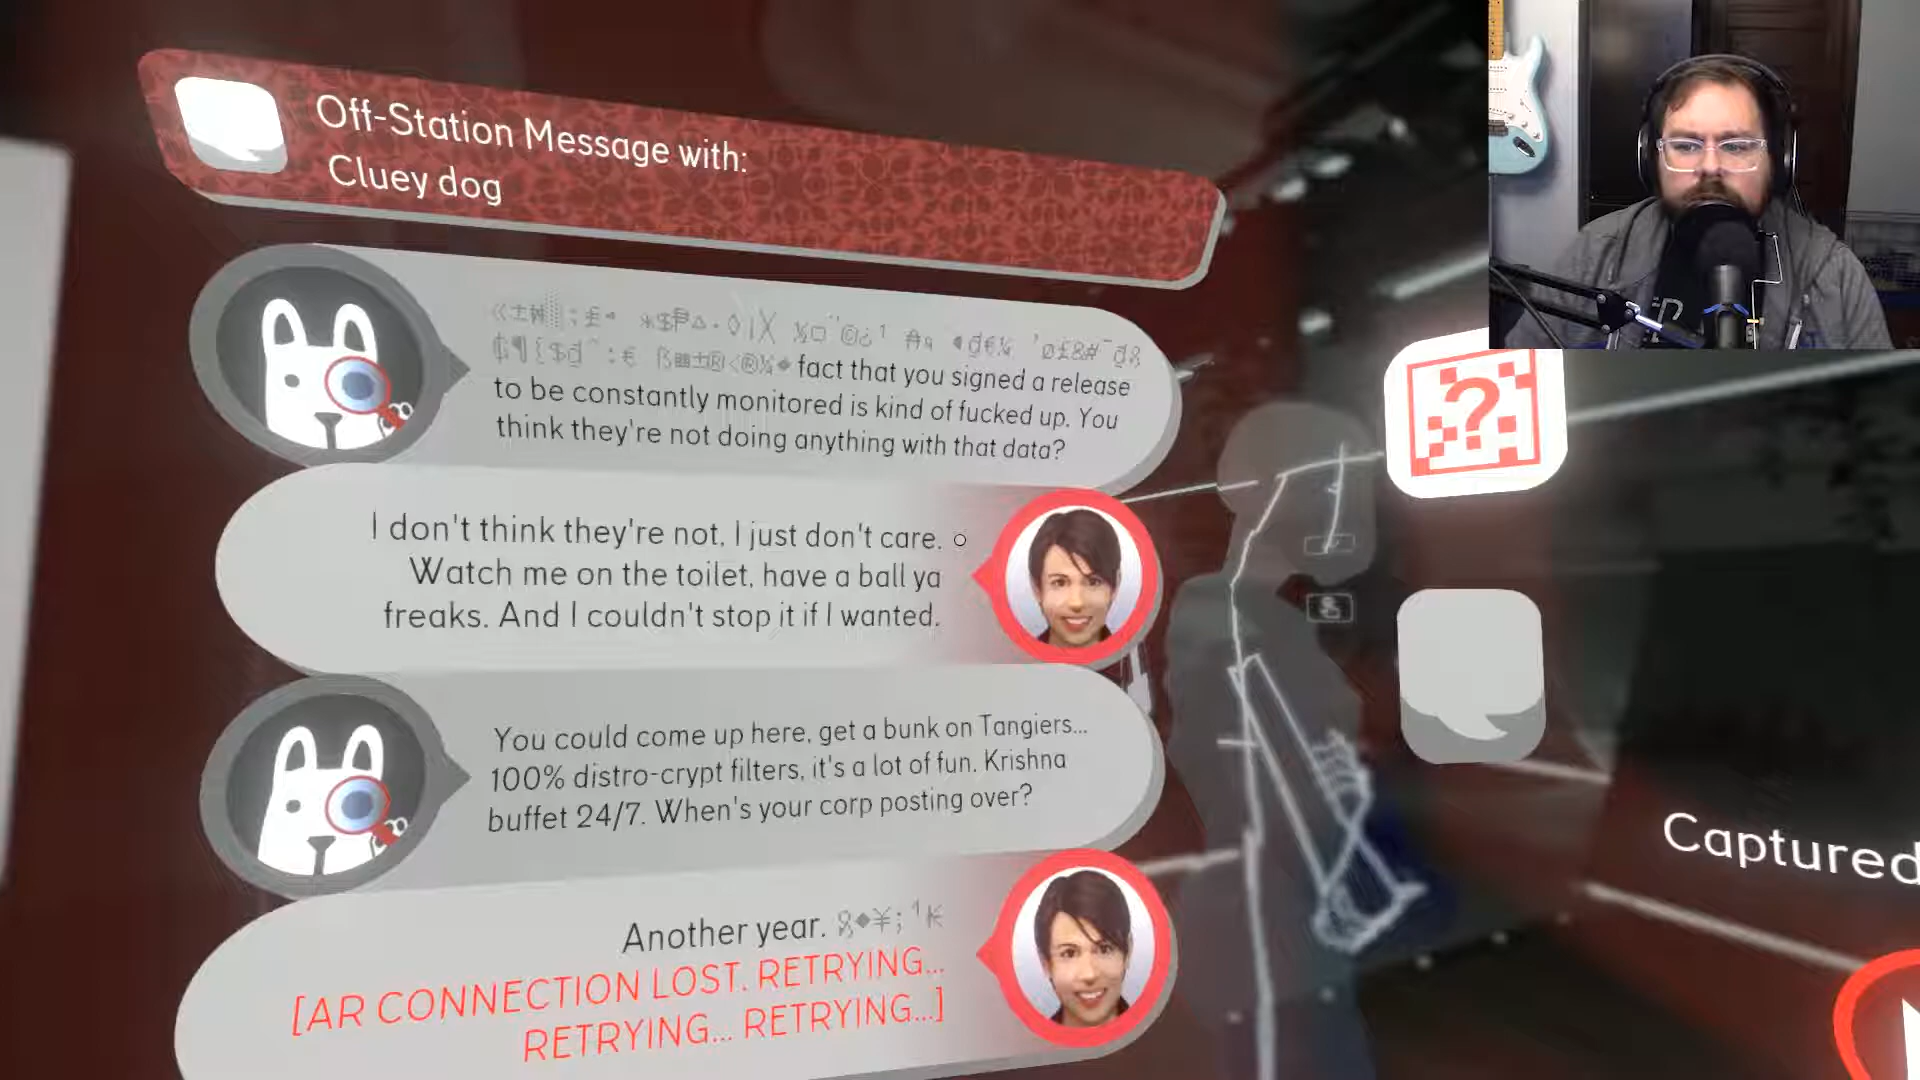 Off-Station Message with:
Cluey dog
fact that you signed a release
to be constantly monitored is kind of fucked up. You
think they're not doing anything with that data?
I don't think they're not, I just don't care.
Watch me on the toilet, have a ball ya
freaks. And I couldn't stop it if I wanted.
You could come up here, get a bunk on Tangiers...
100% distro-crypt filters, it's a lot of fun. Krishna
buffet 24/7. When's your corp posting over?
Another year.
[AR CONNECTION LOST. RETRYING...
RETRYING... RETRYING...]
?
Captured